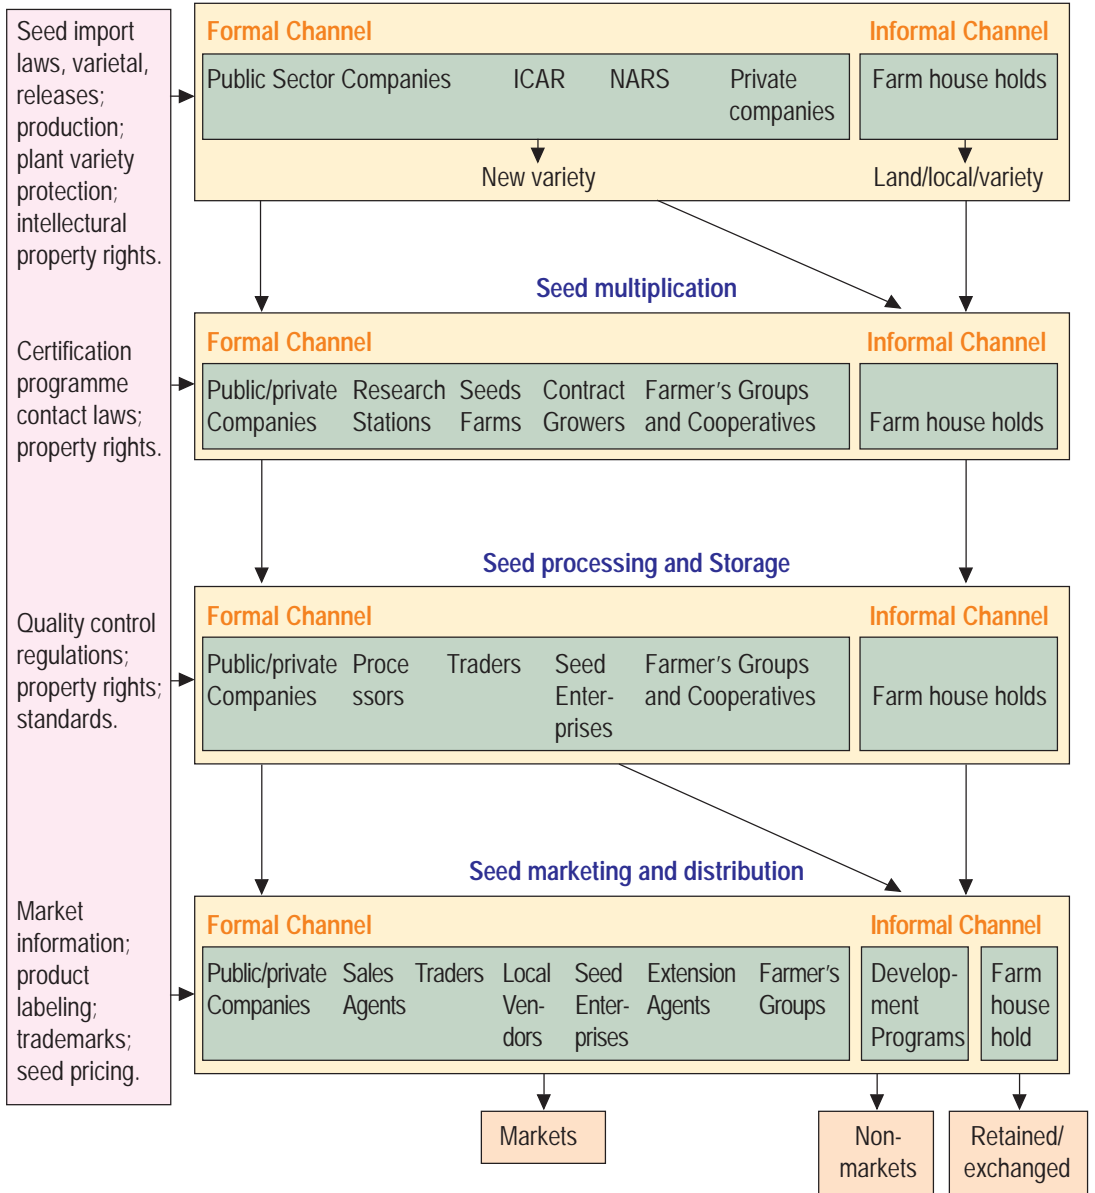 Seed import
laws, varietal,
releases;
production;
plant variety
protection;
intellectural
property rights.
Certification
programme
contact laws;
property rights.
Quality control
regulations;
property rights;
standards.
Market
information;
product
labeling;
trademarks;
seed pricing.
Formal Channel
Informal Channel
Public Sector Companies
ICAR
NARS
Private
companies
Farm house holds
New variety
Land/local/variety
Seed multiplication
Formal Channel
Informal Channel
Public/private
Companies
Research
Stations
Seeds
Farms
Contract
Growers
Farmer's Groups
and Cooperatives
Farm house holds
Seed processing and Storage
Formal Channel
Informal Channel
Public/private
Companies
Proce
ssors
Traders
Seed
Enter-
prises
Farmer's Groups
and Cooperatives
Farm house holds
Seed marketing and distribution
Formal Channel
Informal Channel
Public/private
Companies
Sales
Agents
Traders
Local
Ven-
dors
Seed
Enter-
prises
Extension
Agents
Farmer's
Groups
Develop-
ment
Programs
Farm
house
hold
Markets
Non-
markets
Retained/
exchanged